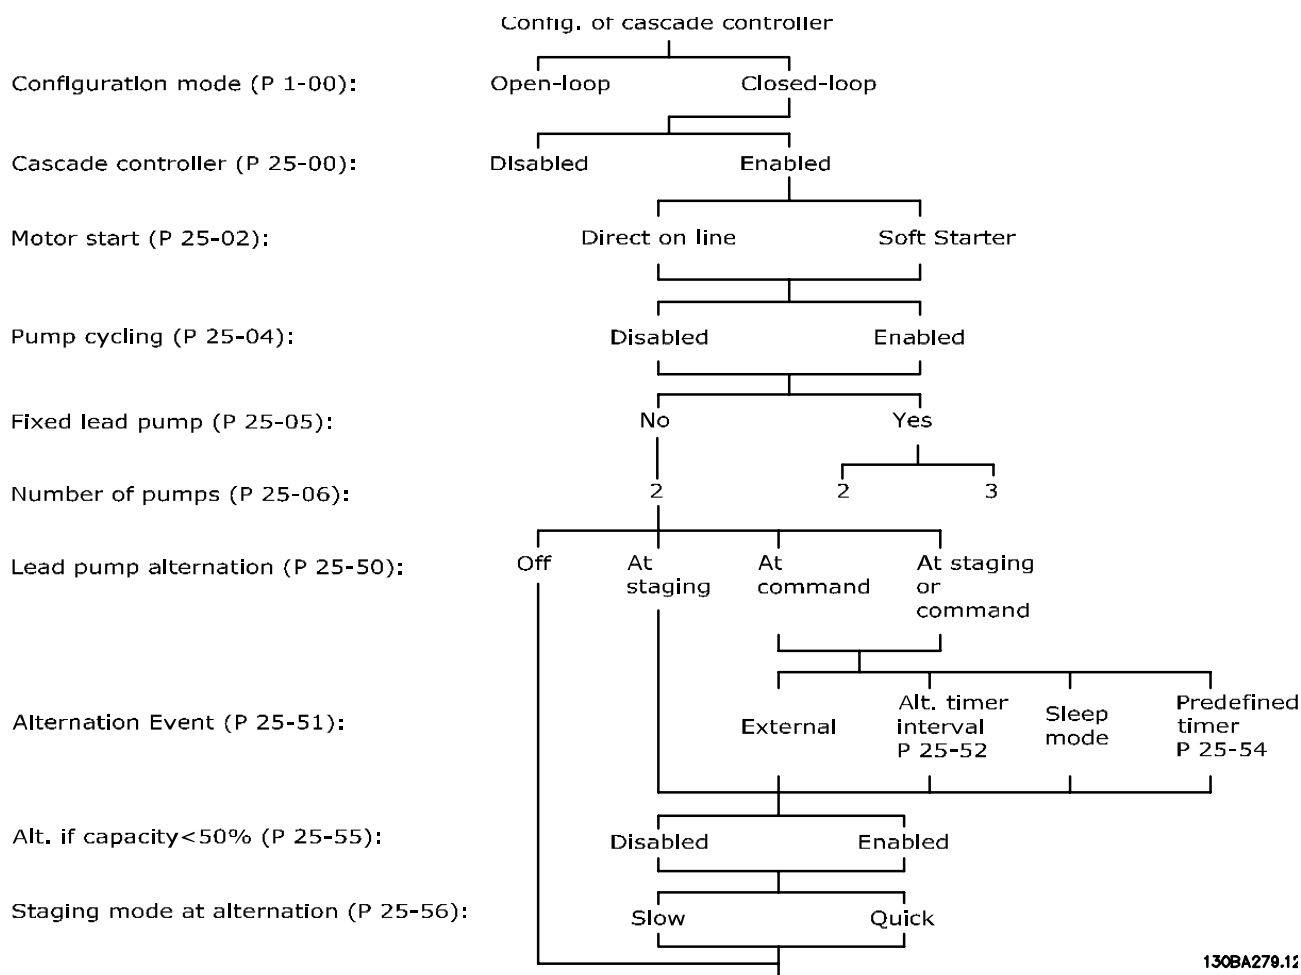 Config. of cascade controller
Configuration mode (P 1-00):
Open-loop
Closed-loop
Cascade controller (P 25-00):
Disabled
Enabled
Motor start (P 25-02):
Direct on line
Soft Starter
Pump cycling (P 25-04):
Disabled
Enabled
Fixed lead pump (P 25-05):
No
Yes
Number of pumps (P 25-06):
2
2
3
Lead pump alternation (P 25-50):
Off
At
staging
At
command
At staging
or
command
Alternation Event (P 25-51):
External
Alt. timer
interval
P 25-52
Sleep
mode
Predefined
timer
P 25-54
Alt. if capacity<50% (P 25-55):
Disabled
Enabled
Staging mode at alternation (P 25-56):
Slow
Quick
130BA279.12